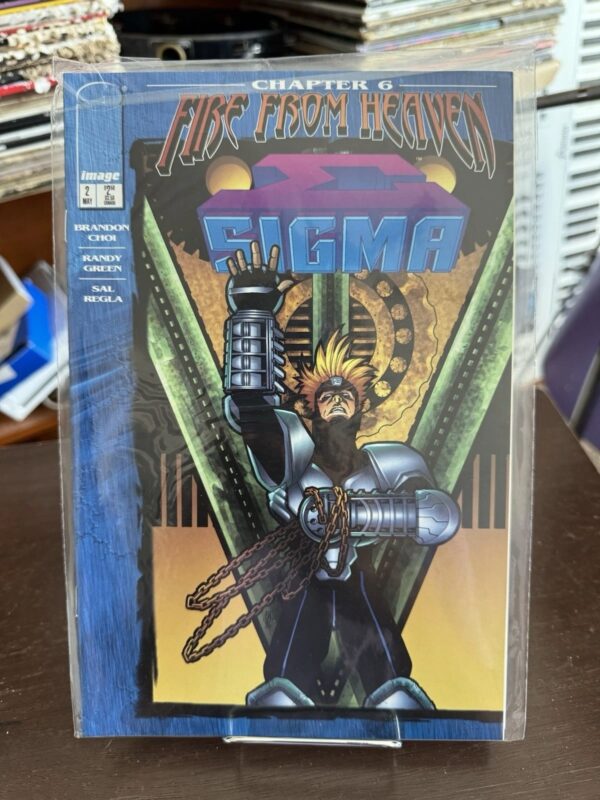 CHAPTER 6
FIRE FROM HEAVEN
Σ
SIGMA
image
2
MAY
BRANDON
CHOI
RANDY
GREEN
SAL
REGLA